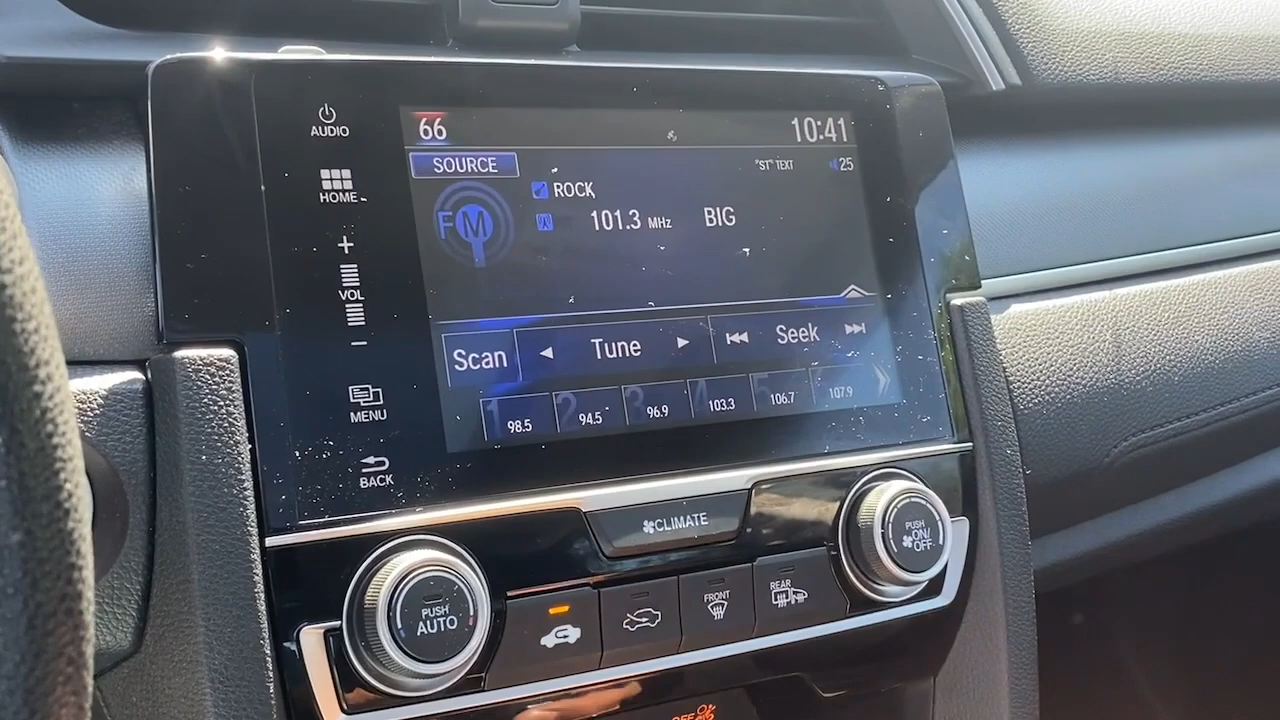 AUDIO
HOME
+
VOL
−
MENU
BACK
66
10:41
SOURCE
"ST" TEXT
25
FM
ROCK
101.3 MHz
BIG
Scan
Tune
Seek
1 98.5
2 94.5
3 96.9
4 103.3
5 106.7
107.9
CLIMATE
PUSH
AUTO
FRONT
REAR
PUSH
ON/
OFF
OFF